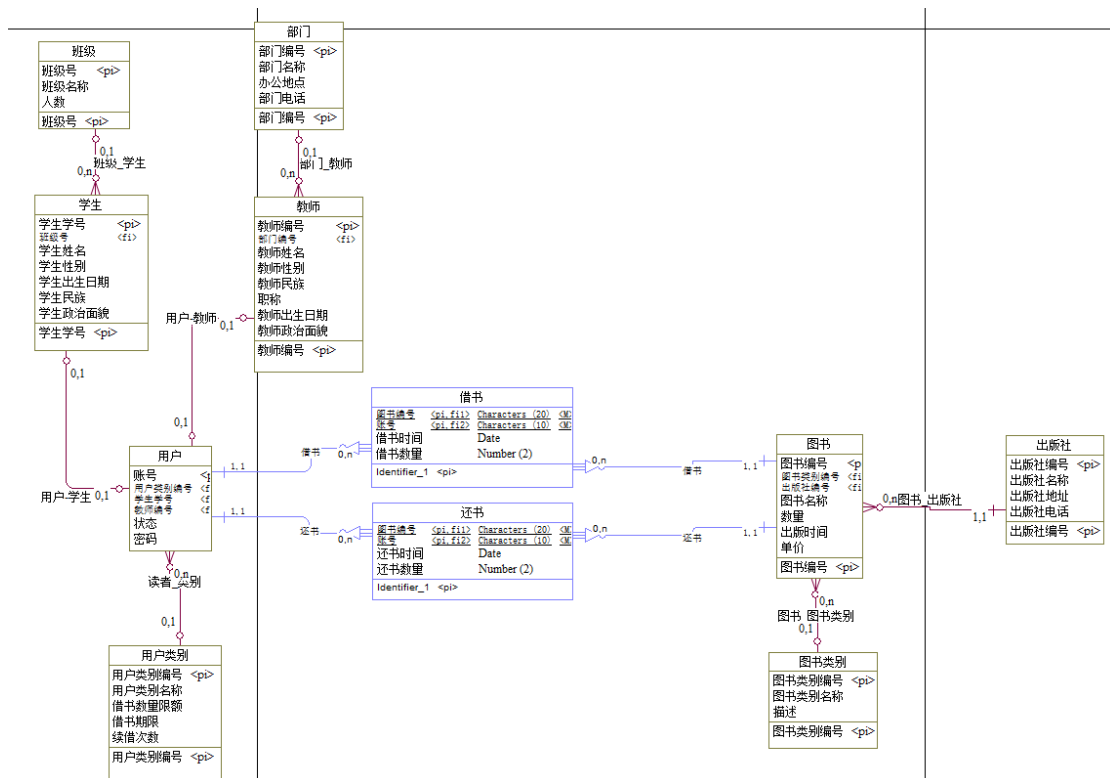 班级
班级号 <pi>
班级名称
人数
班级号 <pi>
0,1
班级_学生
0,n
部门
部门编号 <pi>
部门名称
办公地点
部门电话
部门编号 <pi>
0,1
部门_教师
0,n
学生
学生学号 <pi>
班级号 <fi>
学生姓名
学生性别
学生出生日期
学生民族
学生政治面貌
学生学号 <pi>
0,1
教师
教师编号 <pi>
部门编号 <fi>
教师姓名
教师性别
教师民族
职称
教师出生日期
教师政治面貌
教师编号 <pi>
用户-教师
0,1
0,1
用户-学生
0,1
用户
账号 <p
用户类别编号 <f
学生学号 <f
教师编号 <f
状态
密码
1,1
借书
0,n
1,1
还书
0,n
0,n
读者_类别
0,1
用户类别
用户类别编号 <pi>
用户类别名称
借书数量限额
借书期限
续借次数
用户类别编号 <pi>
借书
图书编号 <pi,fi1> Characters (20) <M
账号 <pi,fi2> Characters (10) <M
借书时间 Date
借书数量 Number (2)
Identifier_1 <pi>
0,n
借书
1,1
还书
图书编号 <pi,fi1> Characters (20) <M
账号 <pi,fi2> Characters (10) <M
还书时间 Date
还书数量 Number (2)
Identifier_1 <pi>
0,n
还书
1,1
图书
图书编号 <p
图书类别编号 <fi
出版社编号 <fi
图书名称
数量
出版时间
单价
图书编号 <pi>
0,n
图书_出版社
1,1
出版社
出版社编号 <pi>
出版社名称
出版社地址
出版社电话
出版社编号 <pi>
0,n
图书_图书类别
0,1
图书类别
图书类别编号 <pi>
图书类别名称
描述
图书类别编号 <pi>